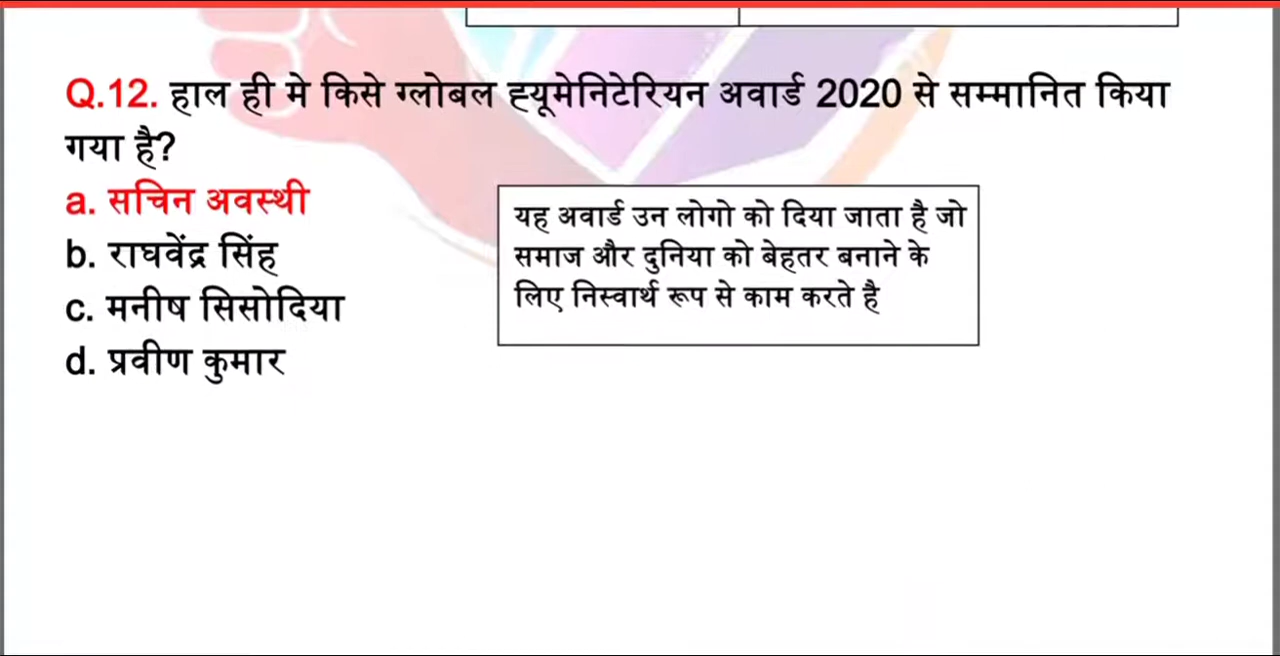 Q.12. हाल ही मे किसे ग्लोबल ह्यूमेनिटेरियन अवार्ड 2020 से सम्मानित किया
गया है?
a. सचिन अवस्थी
b. राघवेंद्र सिंह
c. मनीष सिसोदिया
d. प्रवीण कुमार
यह अवार्ड उन लोगो को दिया जाता है जो
समाज और दुनिया को बेहतर बनाने के
लिए निस्वार्थ रूप से काम करते है